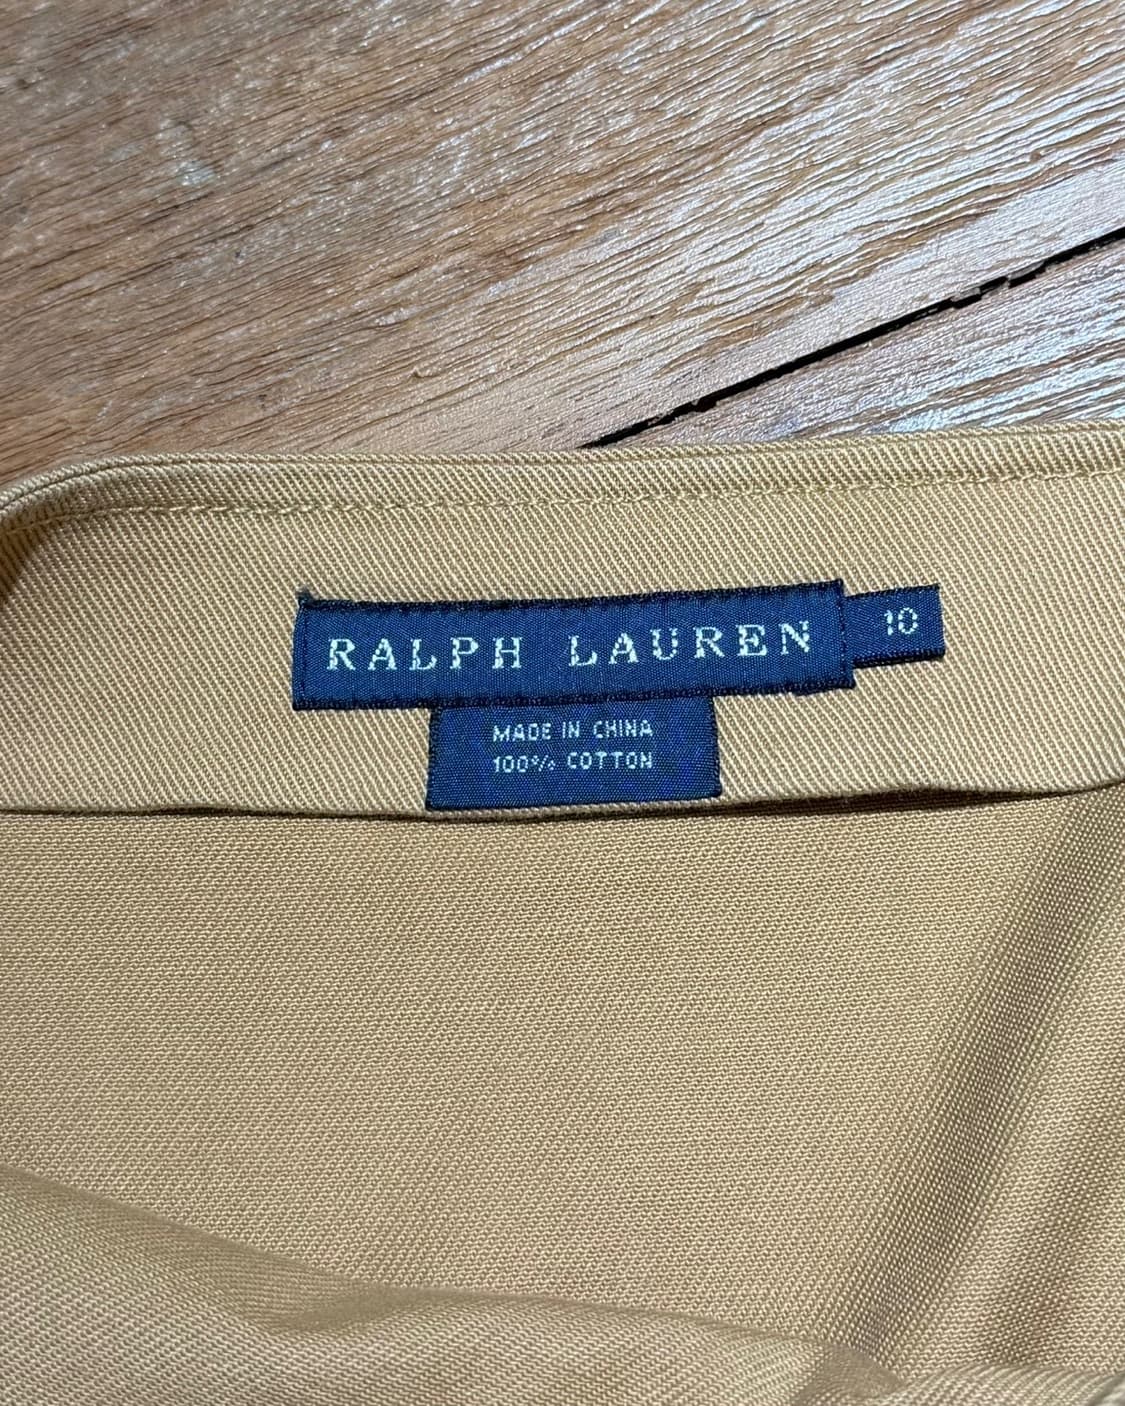 RALPH LAUREN
10
MADE IN CHINA
100% COTTON